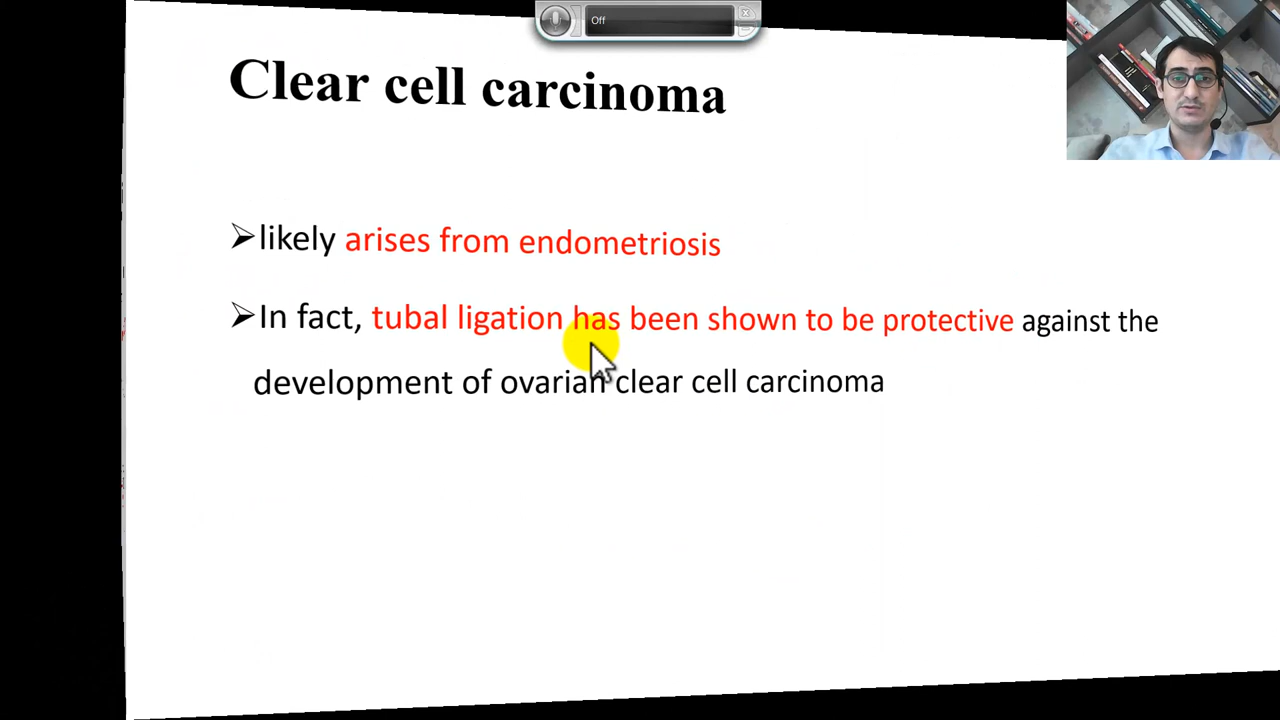 Off
Clear cell carcinoma
➢likely arises from endometriosis
➢In fact, tubal ligation has been shown to be protective against the
development of ovarian clear cell carcinoma